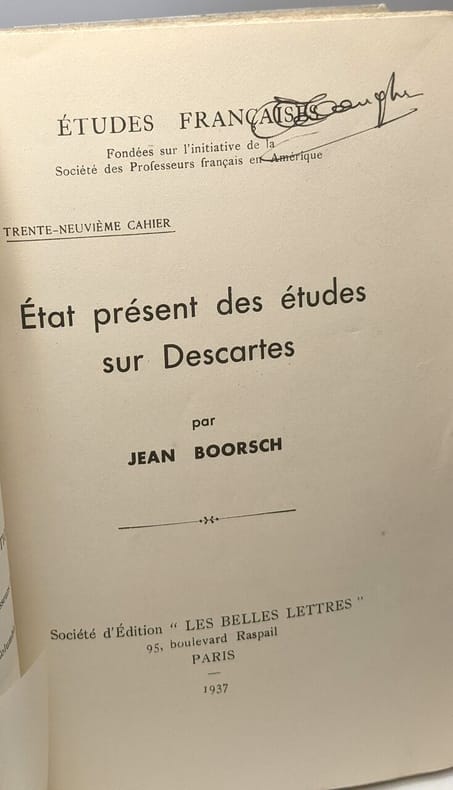 ÉTUDES FRANÇAISES
Fondées sur l'initiative de la
Société des Professeurs français en Amérique
TRENTE-NEUVIÈME CAHIER
État présent des études
sur Descartes
par
JEAN BOORSCH
Société d'Édition " LES BELLES LETTRES "
95, boulevard Raspail
PARIS
1937